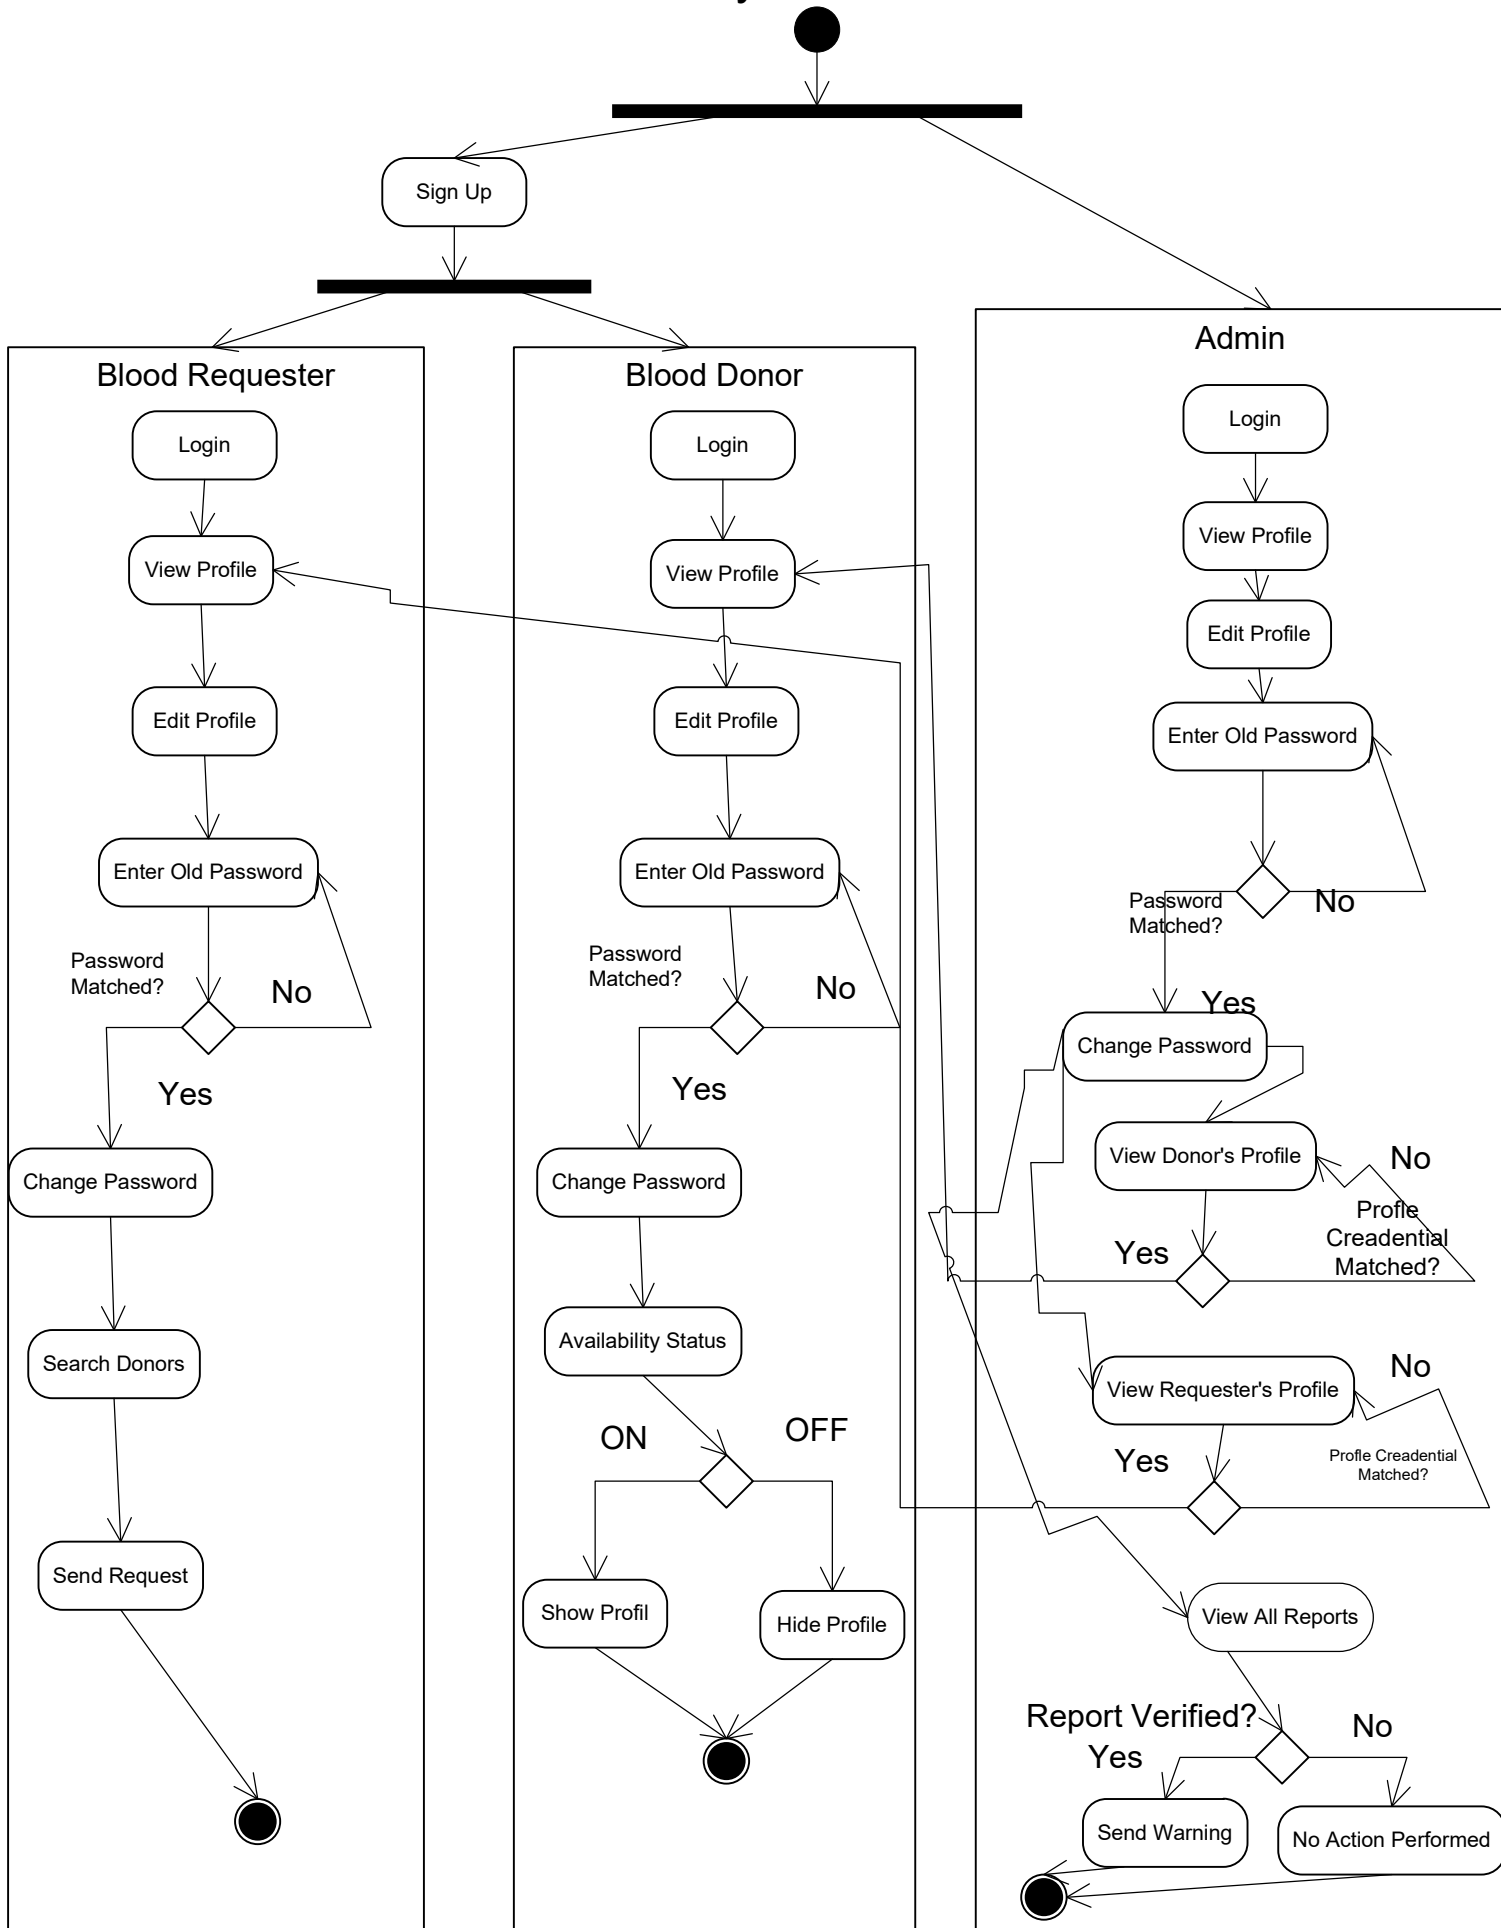 Sign Up
Blood Requester
Login
View Profile
Edit Profile
Enter Old Password
Password
Matched?
No
Yes
Change Password
Search Donors
Send Request
Blood Donor
Login
View Profile
Edit Profile
Enter Old Password
Password
Matched?
No
Yes
Change Password
Availability Status
ON
OFF
Show Profil
Hide Profile
Admin
Login
View Profile
Edit Profile
Enter Old Password
Password
Matched?
No
Yes
Change Password
View Donor's Profile
No
Profle
Creadential
Matched?
Yes
View Requester's Profile
No
Yes
Profle Creadential
Matched?
View All Reports
Report Verified?
Yes
No
Send Warning
No Action Performed